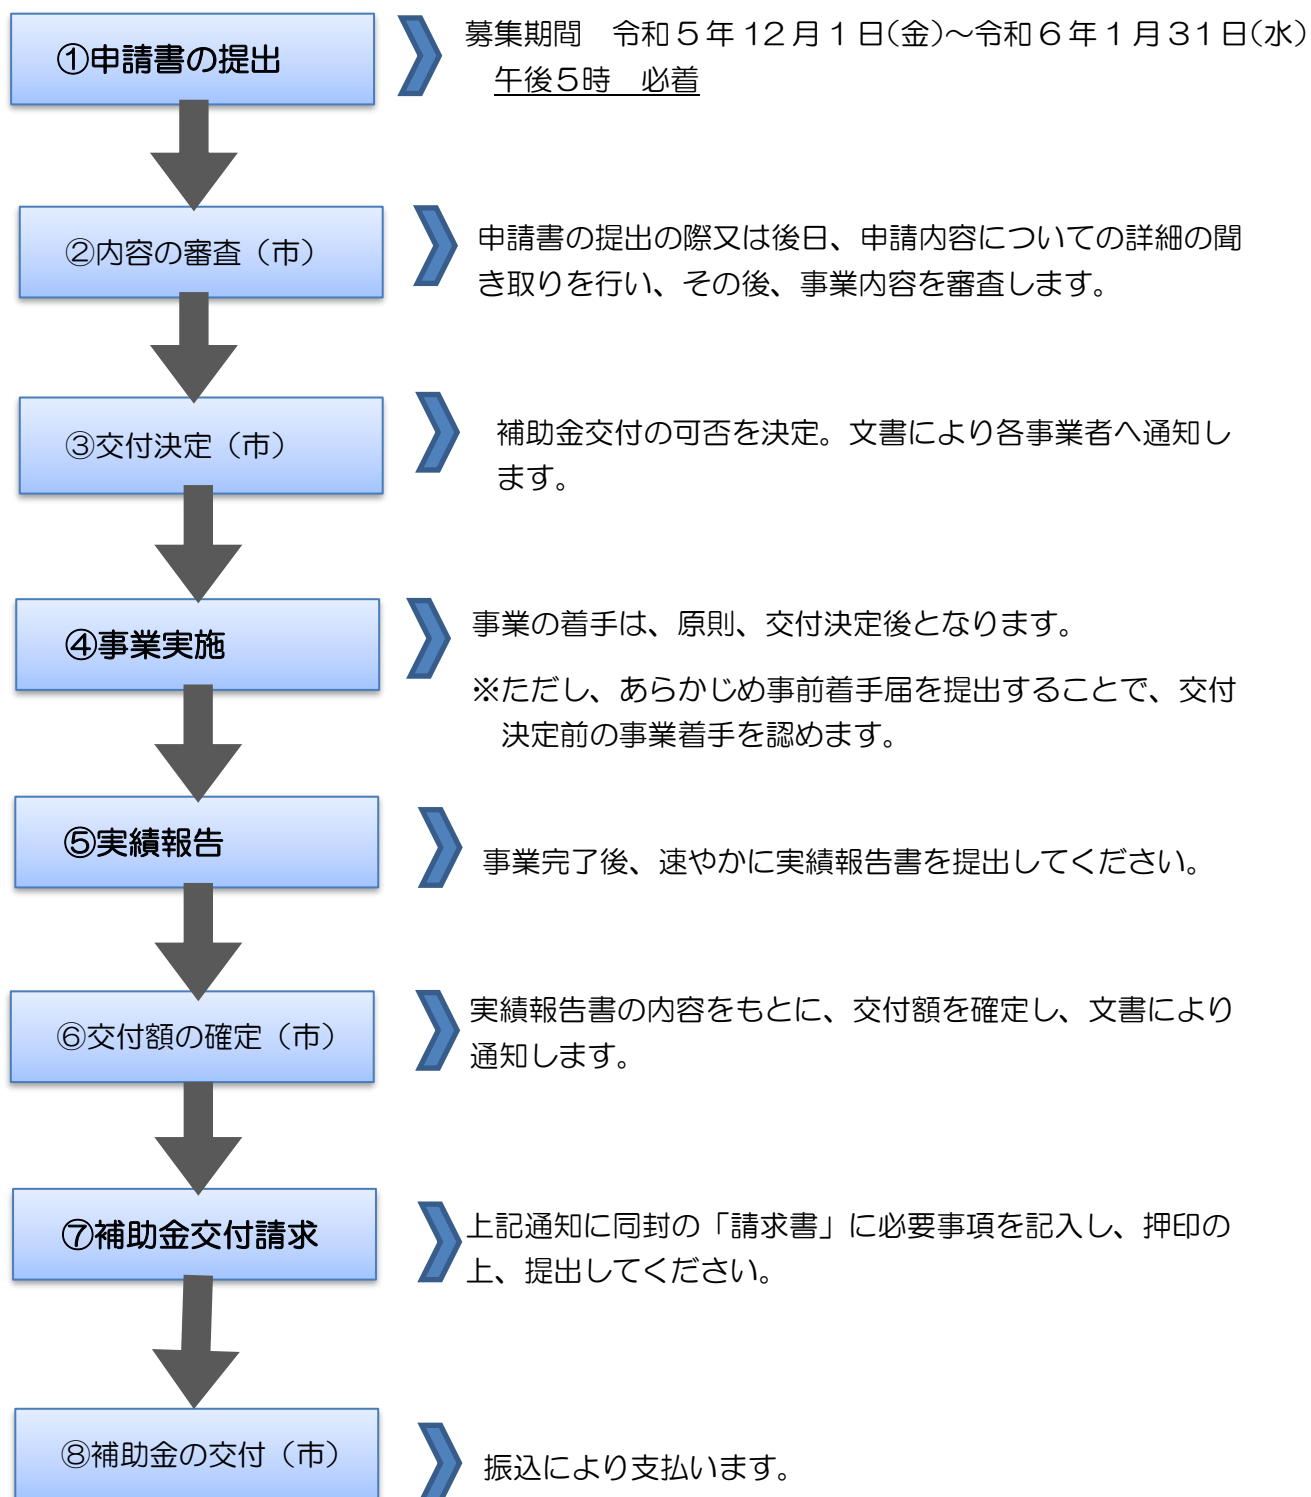 ①申請書の提出
募集期間　令和５年12月１日(金)～令和６年１月３１日(水)
午後５時　必着
②内容の審査（市）
申請書の提出の際又は後日、申請内容についての詳細の聞
き取りを行い、その後、事業内容を審査します。
③交付決定（市）
補助金交付の可否を決定。文書により各事業者へ通知し
ます。
④事業実施
事業の着手は、原則、交付決定後となります。
※ただし、あらかじめ事前着手届を提出することで、交付
決定前の事業着手を認めます。
⑤実績報告
事業完了後、速やかに実績報告書を提出してください。
⑥交付額の確定（市）
実績報告書の内容をもとに、交付額を確定し、文書により
通知します。
⑦補助金交付請求
上記通知に同封の「請求書」に必要事項を記入し、押印の
上、提出してください。
⑧補助金の交付（市）
振込により支払います。